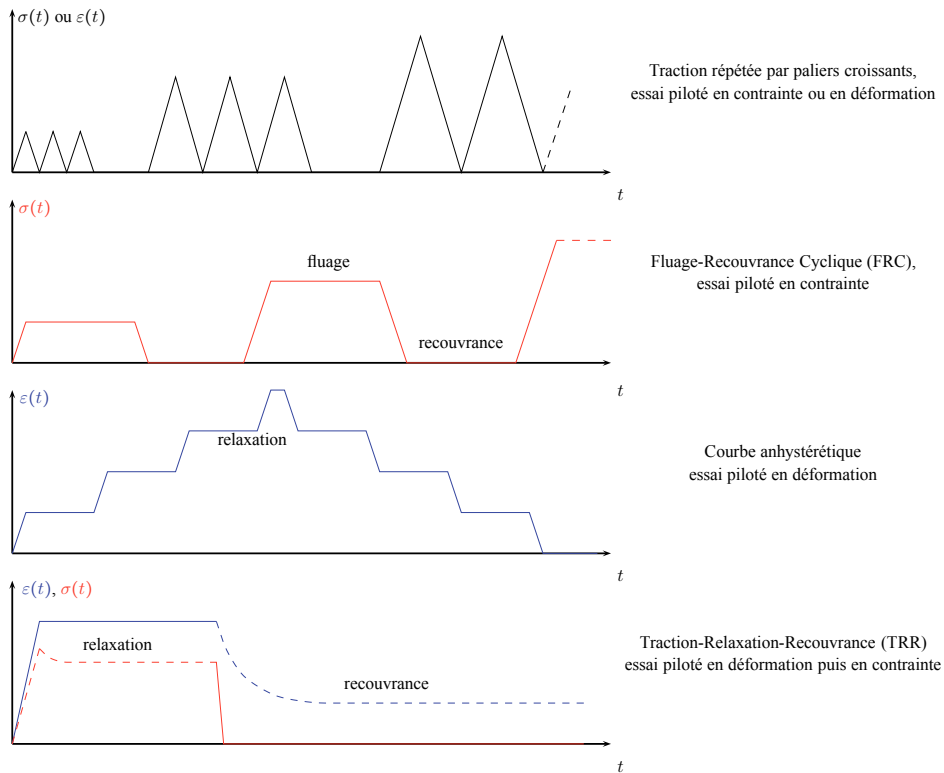 σ(t) ou ε(t)
Traction répétée par paliers croissants,
essai piloté en contrainte ou en déformation
t
σ(t)
fluage
Fluage-Recouvrance Cyclique (FRC),
essai piloté en contrainte
recouvrance
t
ε(t)
relaxation
Courbe anhystérétique
essai piloté en déformation
t
ε(t), σ(t)
relaxation
Traction-Relaxation-Recouvrance (TRR)
essai piloté en déformation puis en contrainte
recouvrance
t